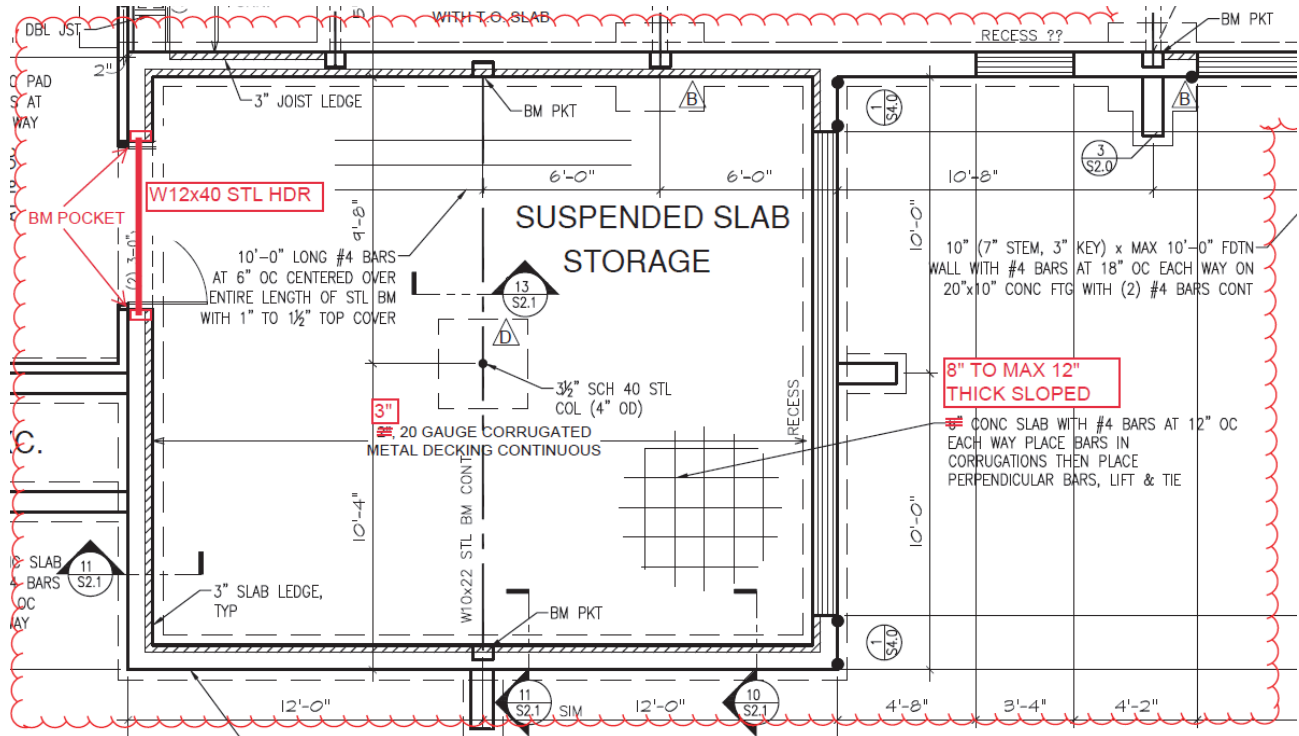 WITH T.O. SLAB
DBL JST
BM PKT
RECESS ??
2"
PAD
AT
WAY
3" JOIST LEDGE
BM PKT
B
B
1
S4.0
3
S2.0
W12x40 STL HDR
BM POCKET
(2) 3'-0"
6'-0"
6'-0"
10'-8"
9'-8"
10'-0"
SUSPENDED SLAB
STORAGE
10'-0" LONG #4 BARS
AT 6" OC CENTERED OVER
ENTIRE LENGTH OF STL BM
WITH 1" TO 1½" TOP COVER
13
S2.1
D
10" (7" STEM, 3" KEY) x MAX 10'-0" FDTN
WALL WITH #4 BARS AT 18" OC EACH WAY ON
20"x10" CONC FTG WITH (2) #4 BARS CONT
3½" SCH 40 STL
COL (4" OD)
8" TO MAX 12"
THICK SLOPED
3"
20 GAUGE CORRUGATED
METAL DECKING CONTINUOUS
RECESS
CONC SLAB WITH #4 BARS AT 12" OC
EACH WAY PLACE BARS IN
CORRUGATIONS THEN PLACE
PERPENDICULAR BARS, LIFT & TIE
C.
10'-4"
W10x22 STL BM CONT
10'-0"
SLAB
BARS
OC
11
S2.1
3" SLAB LEDGE,
TYP
BM PKT
1
S4.0
12'-0"
11
S2.1
SIM
12'-0"
10
S2.1
4'-8"
3'-4"
4'-2"